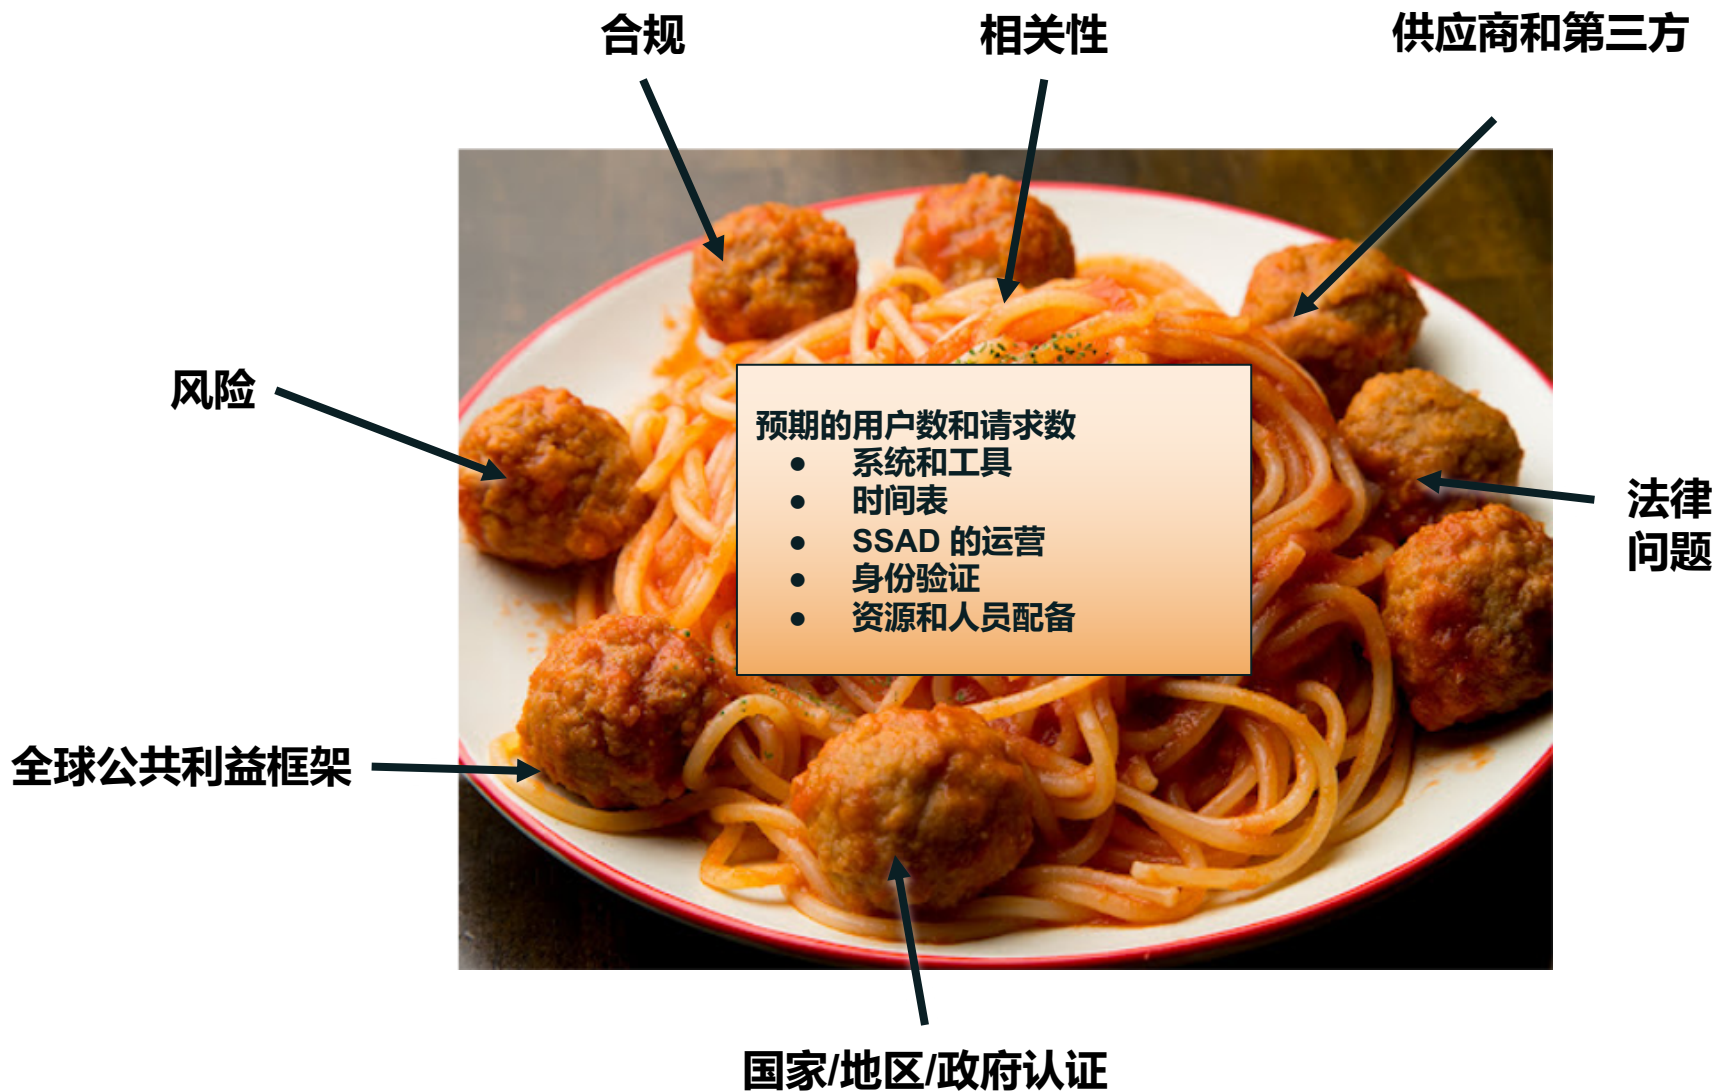 合规
相关性
供应商和第三方
风险
预期的用户数和请求数
● 系统和工具
● 时间表
● SSAD 的运营
● 身份验证
● 资源和人员配备
法律
问题
全球公共利益框架
国家/地区/政府认证